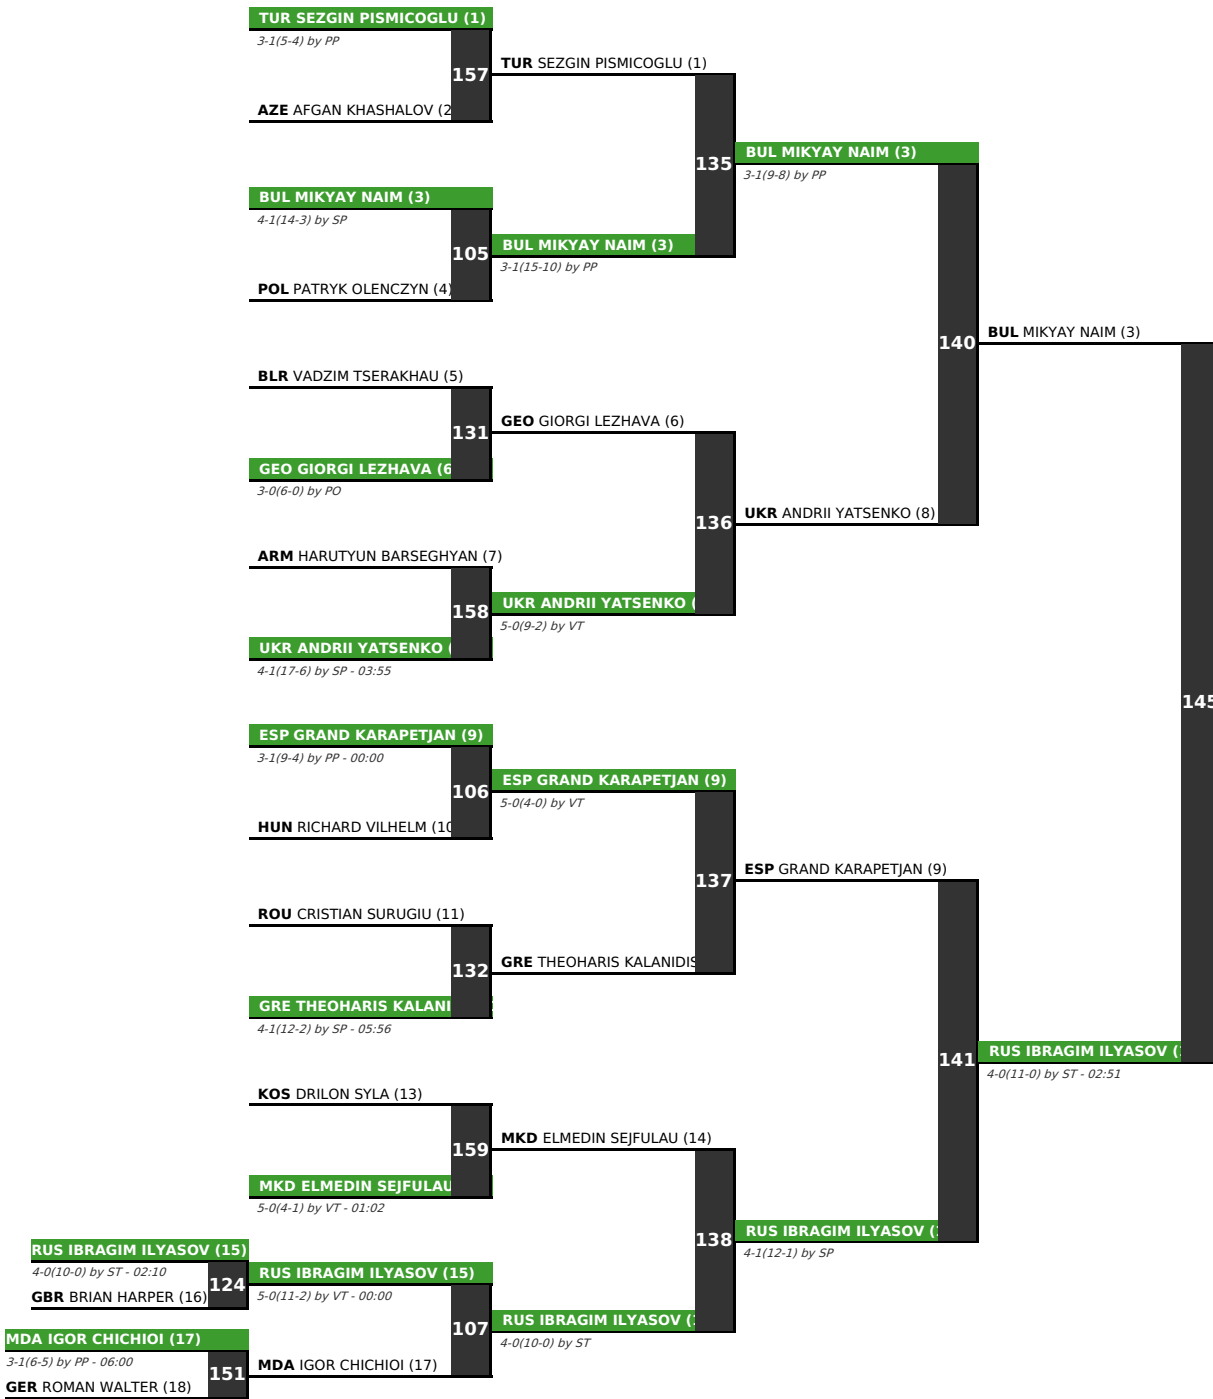 TUR SEZGIN PISMICOGLU (1)
3-1(5-4) by PP
157
AZE AFGAN KHASHALOV (2
TUR SEZGIN PISMICOGLU (1)
135
BUL MIKYAY NAIM (3)
3-1(9-8) by PP
BUL MIKYAY NAIM (3)
4-1(14-3) by SP
105
POL PATRYK OLENCZYN (4)
BUL MIKYAY NAIM (3)
3-1(15-10) by PP
140
BUL MIKYAY NAIM (3)
BLR VADZIM TSERAKHAU (5)
131
GEO GIORGI LEZHAVA (6
3-0(6-0) by PO
GEO GIORGI LEZHAVA (6)
136
UKR ANDRII YATSENKO (8)
ARM HARUTYUN BARSEGHYAN (7)
158
UKR ANDRII YATSENKO (
4-1(17-6) by SP - 03:55
UKR ANDRII YATSENKO (
5-0(9-2) by VT
145
ESP GRAND KARAPETJAN (9)
3-1(9-4) by PP - 00:00
106
HUN RICHARD VILHELM (10
ESP GRAND KARAPETJAN (9)
5-0(4-0) by VT
137
ESP GRAND KARAPETJAN (9)
ROU CRISTIAN SURUGIU (11)
132
GRE THEOHARIS KALANI
4-1(12-2) by SP - 05:56
GRE THEOHARIS KALANIDIS
141
RUS IBRAGIM ILYASOV (
4-0(11-0) by ST - 02:51
KOS DRILON SYLA (13)
159
MKD ELMEDIN SEJFULAU
5-0(4-1) by VT - 01:02
MKD ELMEDIN SEJFULAU (14)
138
RUS IBRAGIM ILYASOV (
4-1(12-1) by SP
RUS IBRAGIM ILYASOV (15)
4-0(10-0) by ST - 02:10
124
GBR BRIAN HARPER (16)
RUS IBRAGIM ILYASOV (15)
5-0(11-2) by VT - 00:00
107
RUS IBRAGIM ILYASOV (
4-0(10-0) by ST
MDA IGOR CHICHIOI (17)
3-1(6-5) by PP - 06:00
151
GER ROMAN WALTER (18)
MDA IGOR CHICHIOI (17)